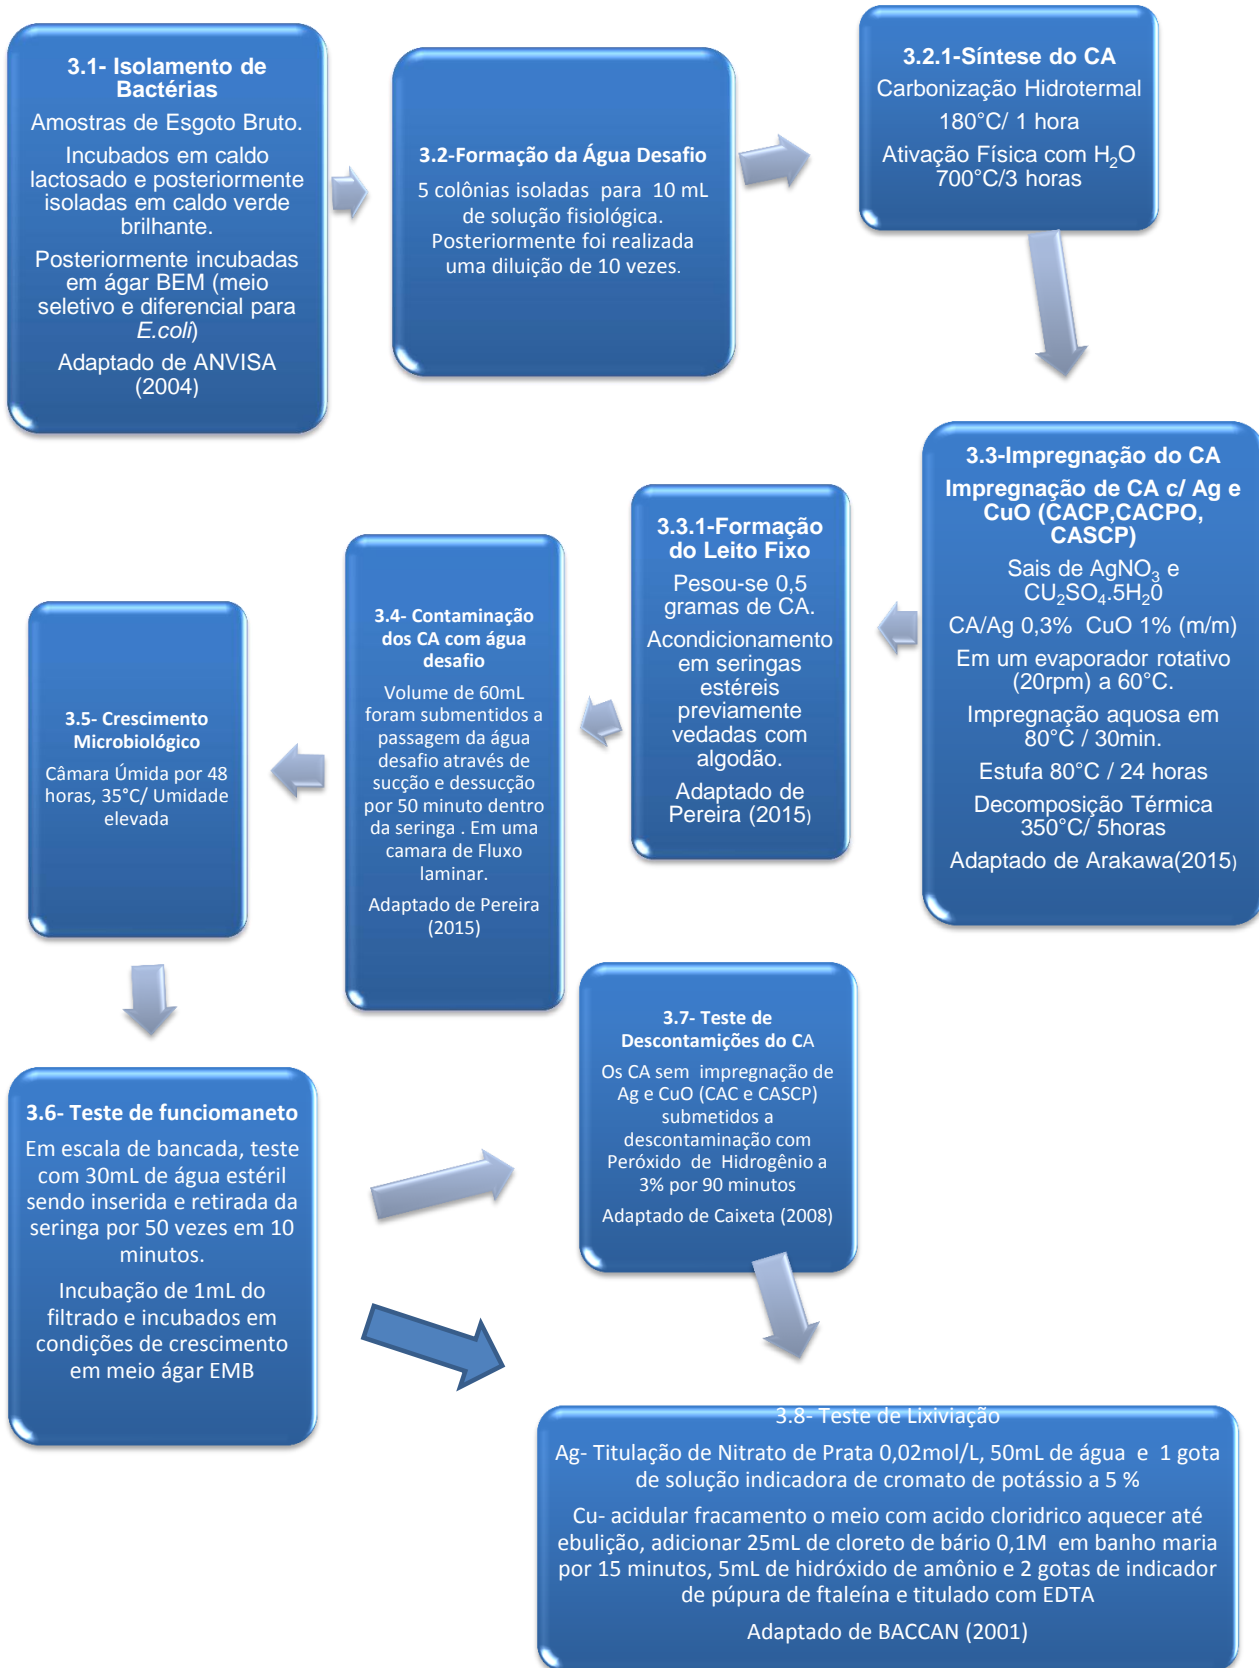 3.1- Isolamento de
Bactérias
Amostras de Esgoto Bruto.
Incubados em caldo
lactosado e posteriormente
isoladas em caldo verde
brilhante.
Posteriormente incubadas
em ágar BEM (meio
seletivo e diferencial para
E.coli)
Adaptado de ANVISA
(2004)
3.2-Formação da Água Desafio
5 colônias isoladas para 10 mL
de solução fisiológica.
Posteriormente foi realizada
uma diluição de 10 vezes.
3.2.1-Síntese do CA
Carbonização Hidrotermal
180°C/ 1 hora
Ativação Física com H₂O
700°C/3 horas
3.3-Impregnação do CA
Impregnação de CA c/ Ag e
CuO (CACP,CACPO,
CASCP)
Sais de AgNO₃ e
CU₂SO₄.5H₂0
CA/Ag 0,3% CuO 1% (m/m)
Em um evaporador rotativo
(20rpm) a 60°C.
Impregnação aquosa em
80°C / 30min.
Estufa 80°C / 24 horas
Decomposição Térmica
350°C/ 5horas
Adaptado de Arakawa(2015)
3.3.1-Formação
do Leito Fixo
Pesou-se 0,5
gramas de CA.
Acondicionamento
em seringas
estéreis
previamente
vedadas com
algodão.
Adaptado de
Pereira (2015)
3.4- Contaminação
dos CA com água
desafio
Volume de 60mL
foram submentidos a
passagem da água
desafio através de
sucção e dessucção
por 50 minuto dentro
da seringa . Em uma
camara de Fluxo
laminar.
Adaptado de Pereira
(2015)
3.5- Crescimento
Microbiológico
Câmara Úmida por 48
horas, 35°C/ Umidade
elevada
3.6- Teste de funciomaneto
Em escala de bancada, teste
com 30mL de água estéril
sendo inserida e retirada da
seringa por 50 vezes em 10
minutos.
Incubação de 1mL do
filtrado e incubados em
condições de crescimento
em meio ágar EMB
3.7- Teste de
Descontamições do CA
Os CA sem impregnação de
Ag e CuO (CAC e CASCP)
submetidos a
descontaminação com
Peróxido de Hidrogênio a
3% por 90 minutos
Adaptado de Caixeta (2008)
3.8- Teste de Lixiviação
Ag- Titulação de Nitrato de Prata 0,02mol/L, 50mL de água e 1 gota
de solução indicadora de cromato de potássio a 5 %
Cu- acidular fracamento o meio com acido cloridrico aquecer até
ebulição, adicionar 25mL de cloreto de bário 0,1M em banho maria
por 15 minutos, 5mL de hidróxido de amônio e 2 gotas de indicador
de púpura de ftaleína e titulado com EDTA
Adaptado de BACCAN (2001)